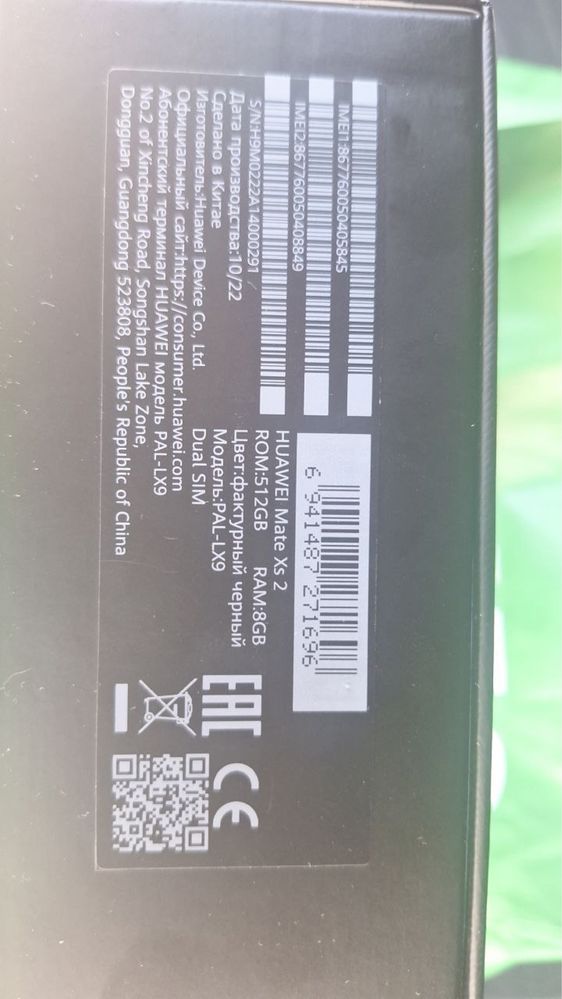 IMEI1:867760050405845
IMEI2:867760050408849
S/N:H9M0222A14000291
Дата производства:10/22
Сделано в Китае
Изготовитель:Huawei Device Co., Ltd.
Официальный сайт:https://consumer.huawei.com
Абонентский терминал HUAWEI модель PAL-LX9
No.2 of Xincheng Road, Songshan Lake Zone,
Dongguan, Guangdong 523808, People's Republic of China
6 941487 271696
HUAWEI Mate Xs 2
ROM:512GB RAM:8GB
Цвет:фактурный черный
Модель:PAL-LX9
Dual SIM
EAC
CE